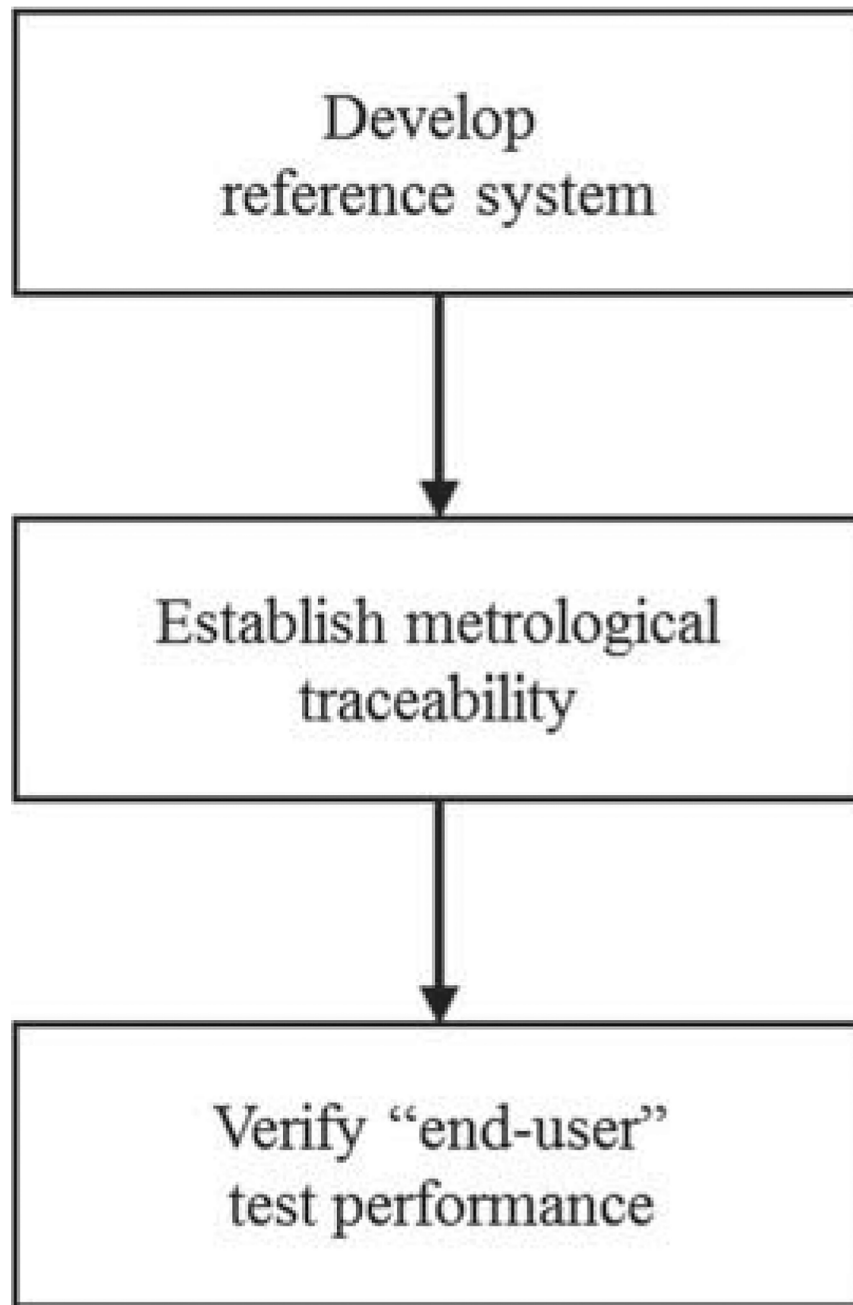 Develop
reference system
Establish metrological
traceability
Verify “end-user”
test performance